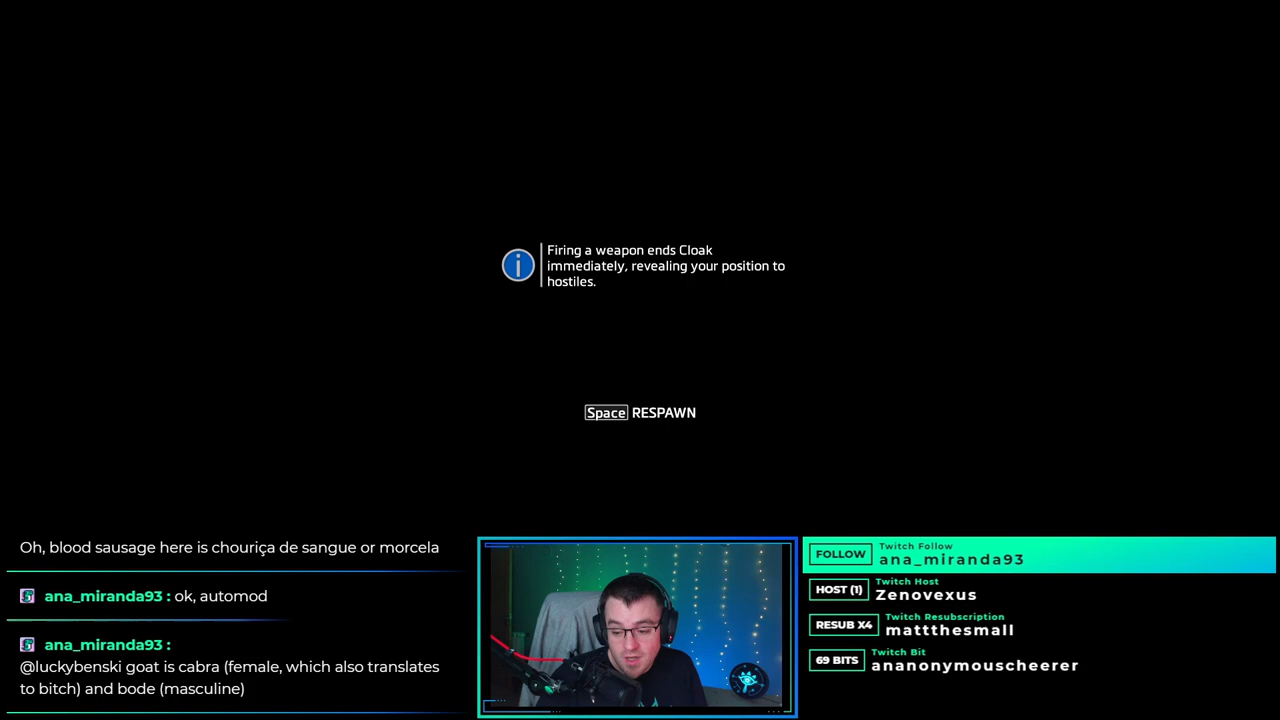 Firing a weapon ends Cloak
immediately, revealing your position to
hostiles.
Space RESPAWN
Oh, blood sausage here is chouriça de sangue or morcela
ana_miranda93 : ok, automod
ana_miranda93 :
@luckybenski goat is cabra (female, which also translates
to bitch) and bode (masculine)
FOLLOW
Twitch Follow
ana_miranda93
HOST (1)
Twitch Host
Zenovexus
RESUB X4
Twitch Resubscription
mattthesmall
69 BITS
Twitch Bit
ananonymouscheerer